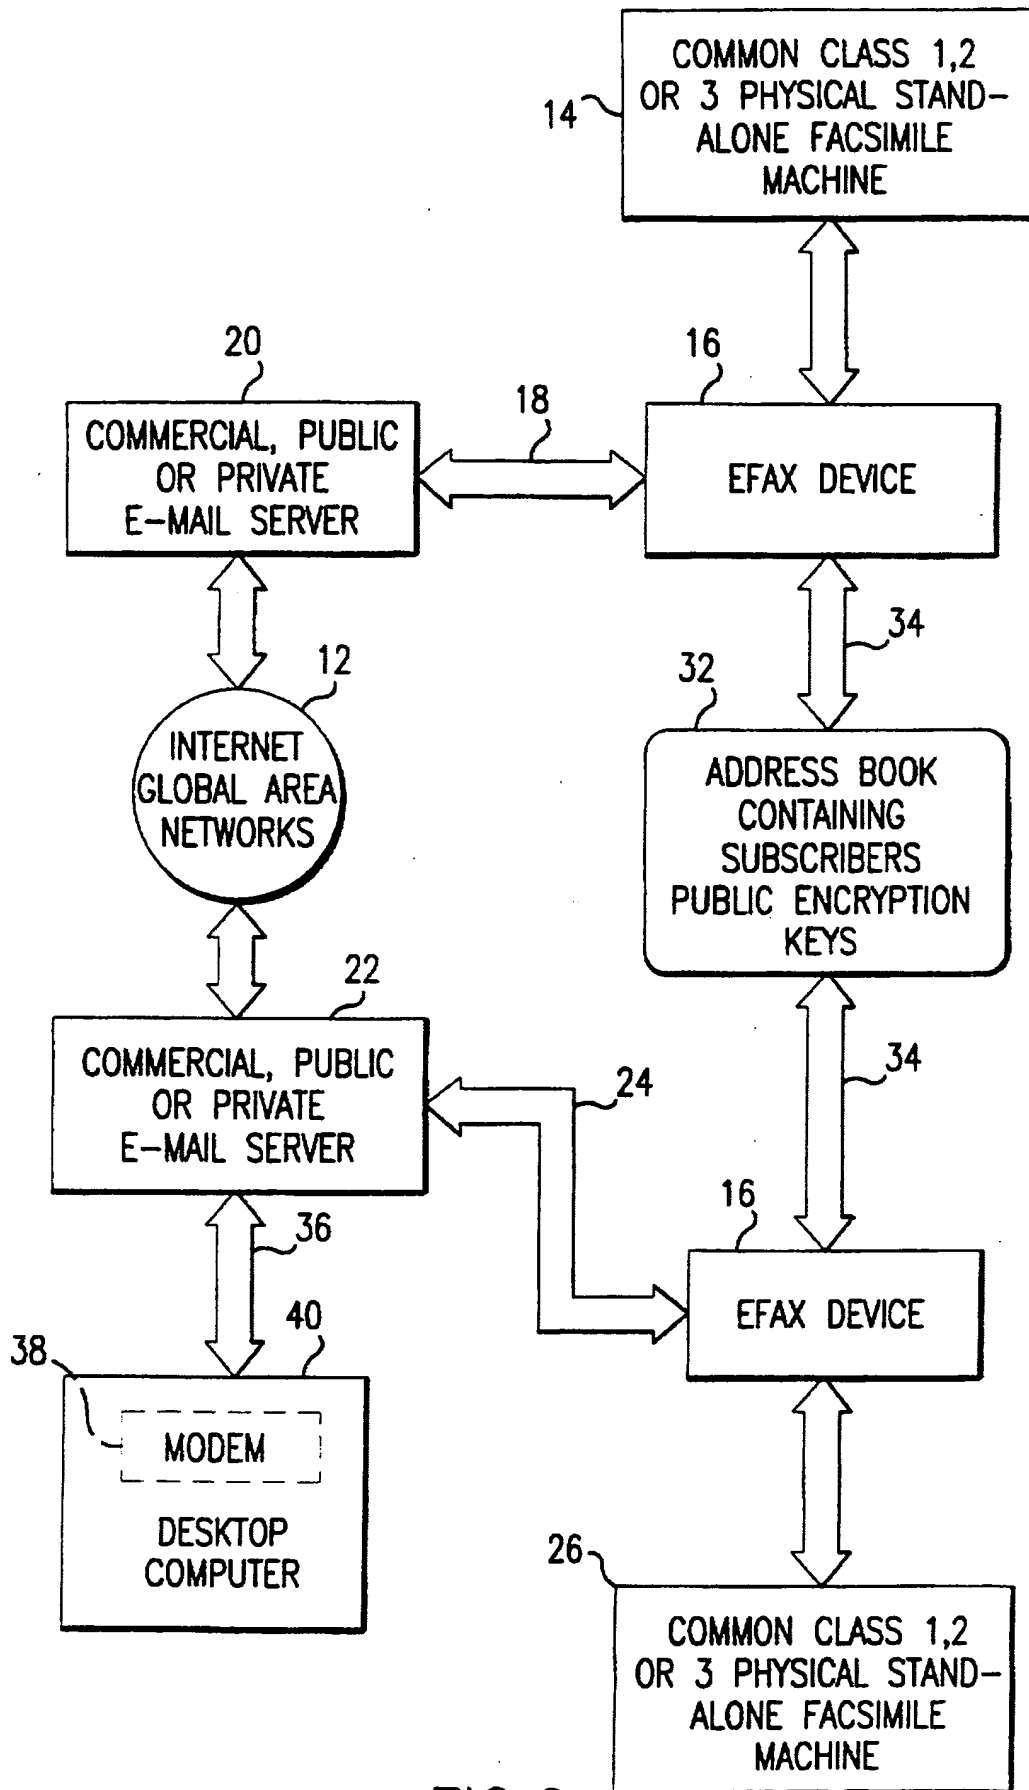 COMMON CLASS 1,2
OR 3 PHYSICAL STAND-
ALONE FACSIMILE
MACHINE
14
20
18
16
COMMERCIAL, PUBLIC
OR PRIVATE
E-MAIL SERVER
EFAX DEVICE
34
12
32
INTERNET
GLOBAL AREA
NETWORKS
ADDRESS BOOK
CONTAINING
SUBSCRIBERS
PUBLIC ENCRYPTION
KEYS
22
COMMERCIAL, PUBLIC
OR PRIVATE
E-MAIL SERVER
24
34
16
36
EFAX DEVICE
40
38
MODEM
DESKTOP
COMPUTER
26
COMMON CLASS 1,2
OR 3 PHYSICAL STAND-
ALONE FACSIMILE
MACHINE